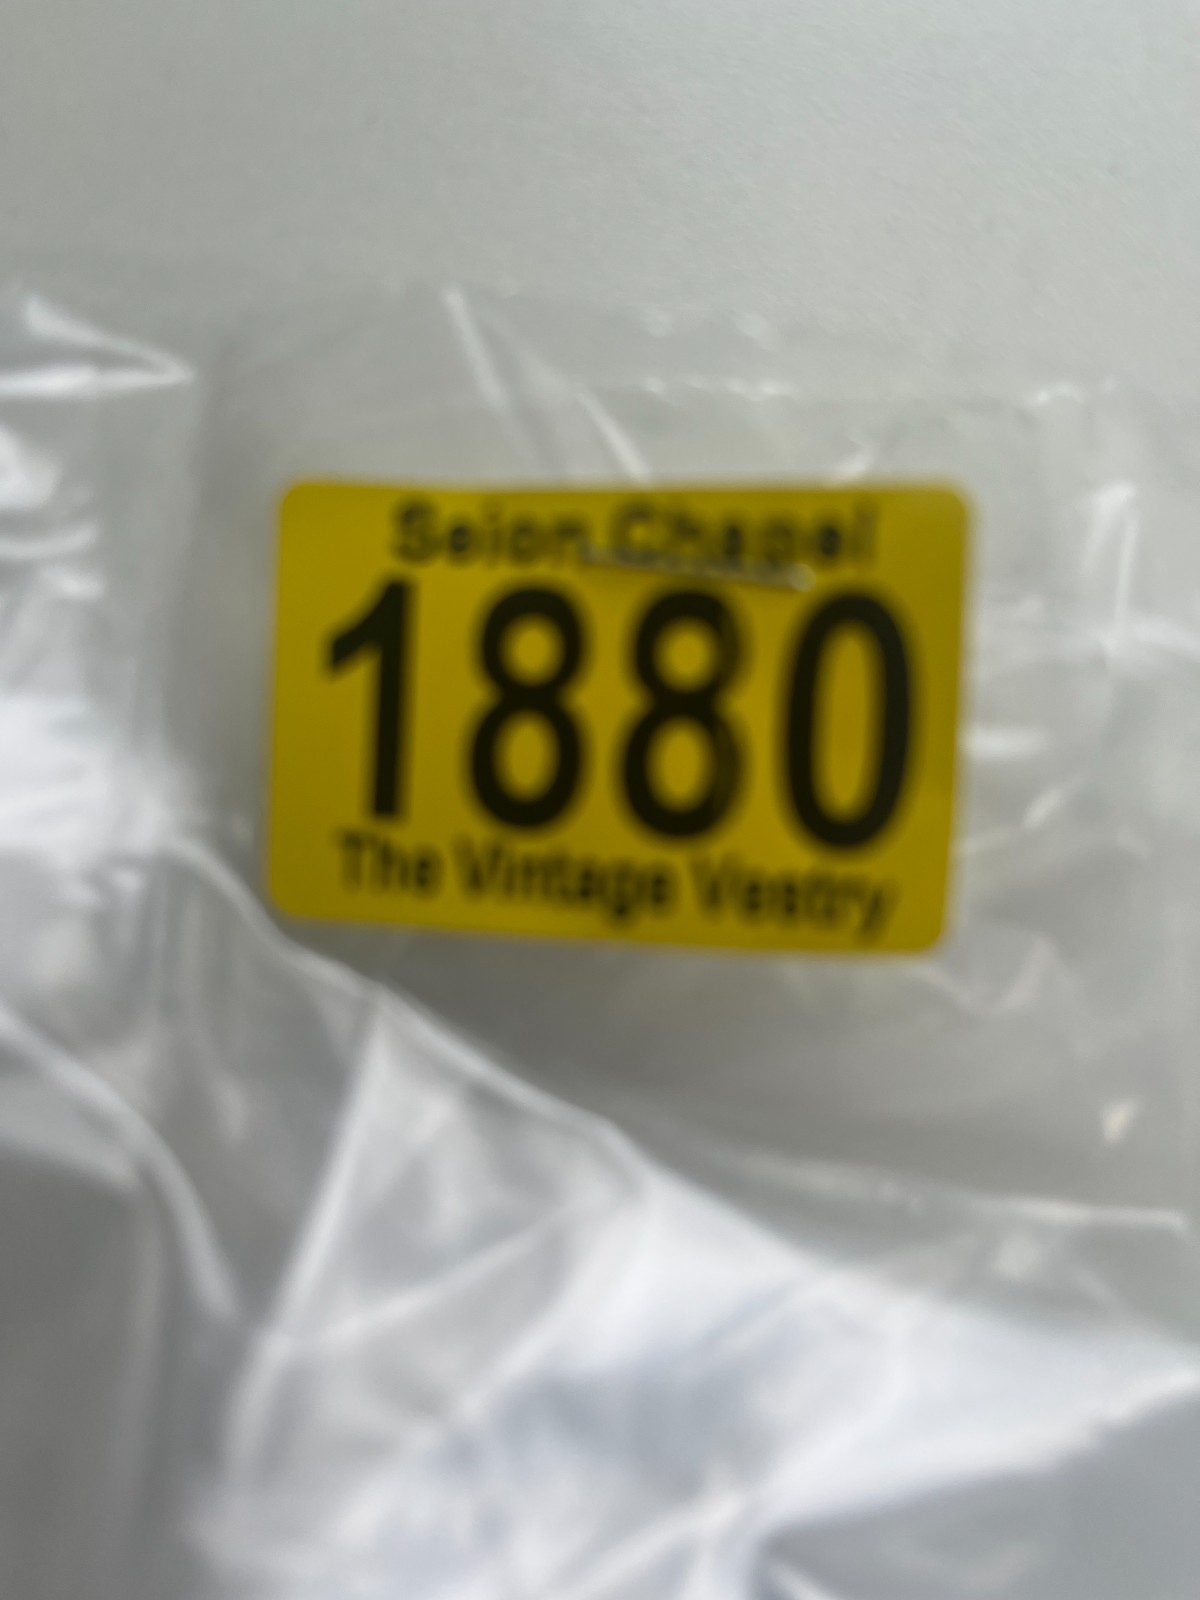 Seion Chapel
1880
The Vintage Vestry